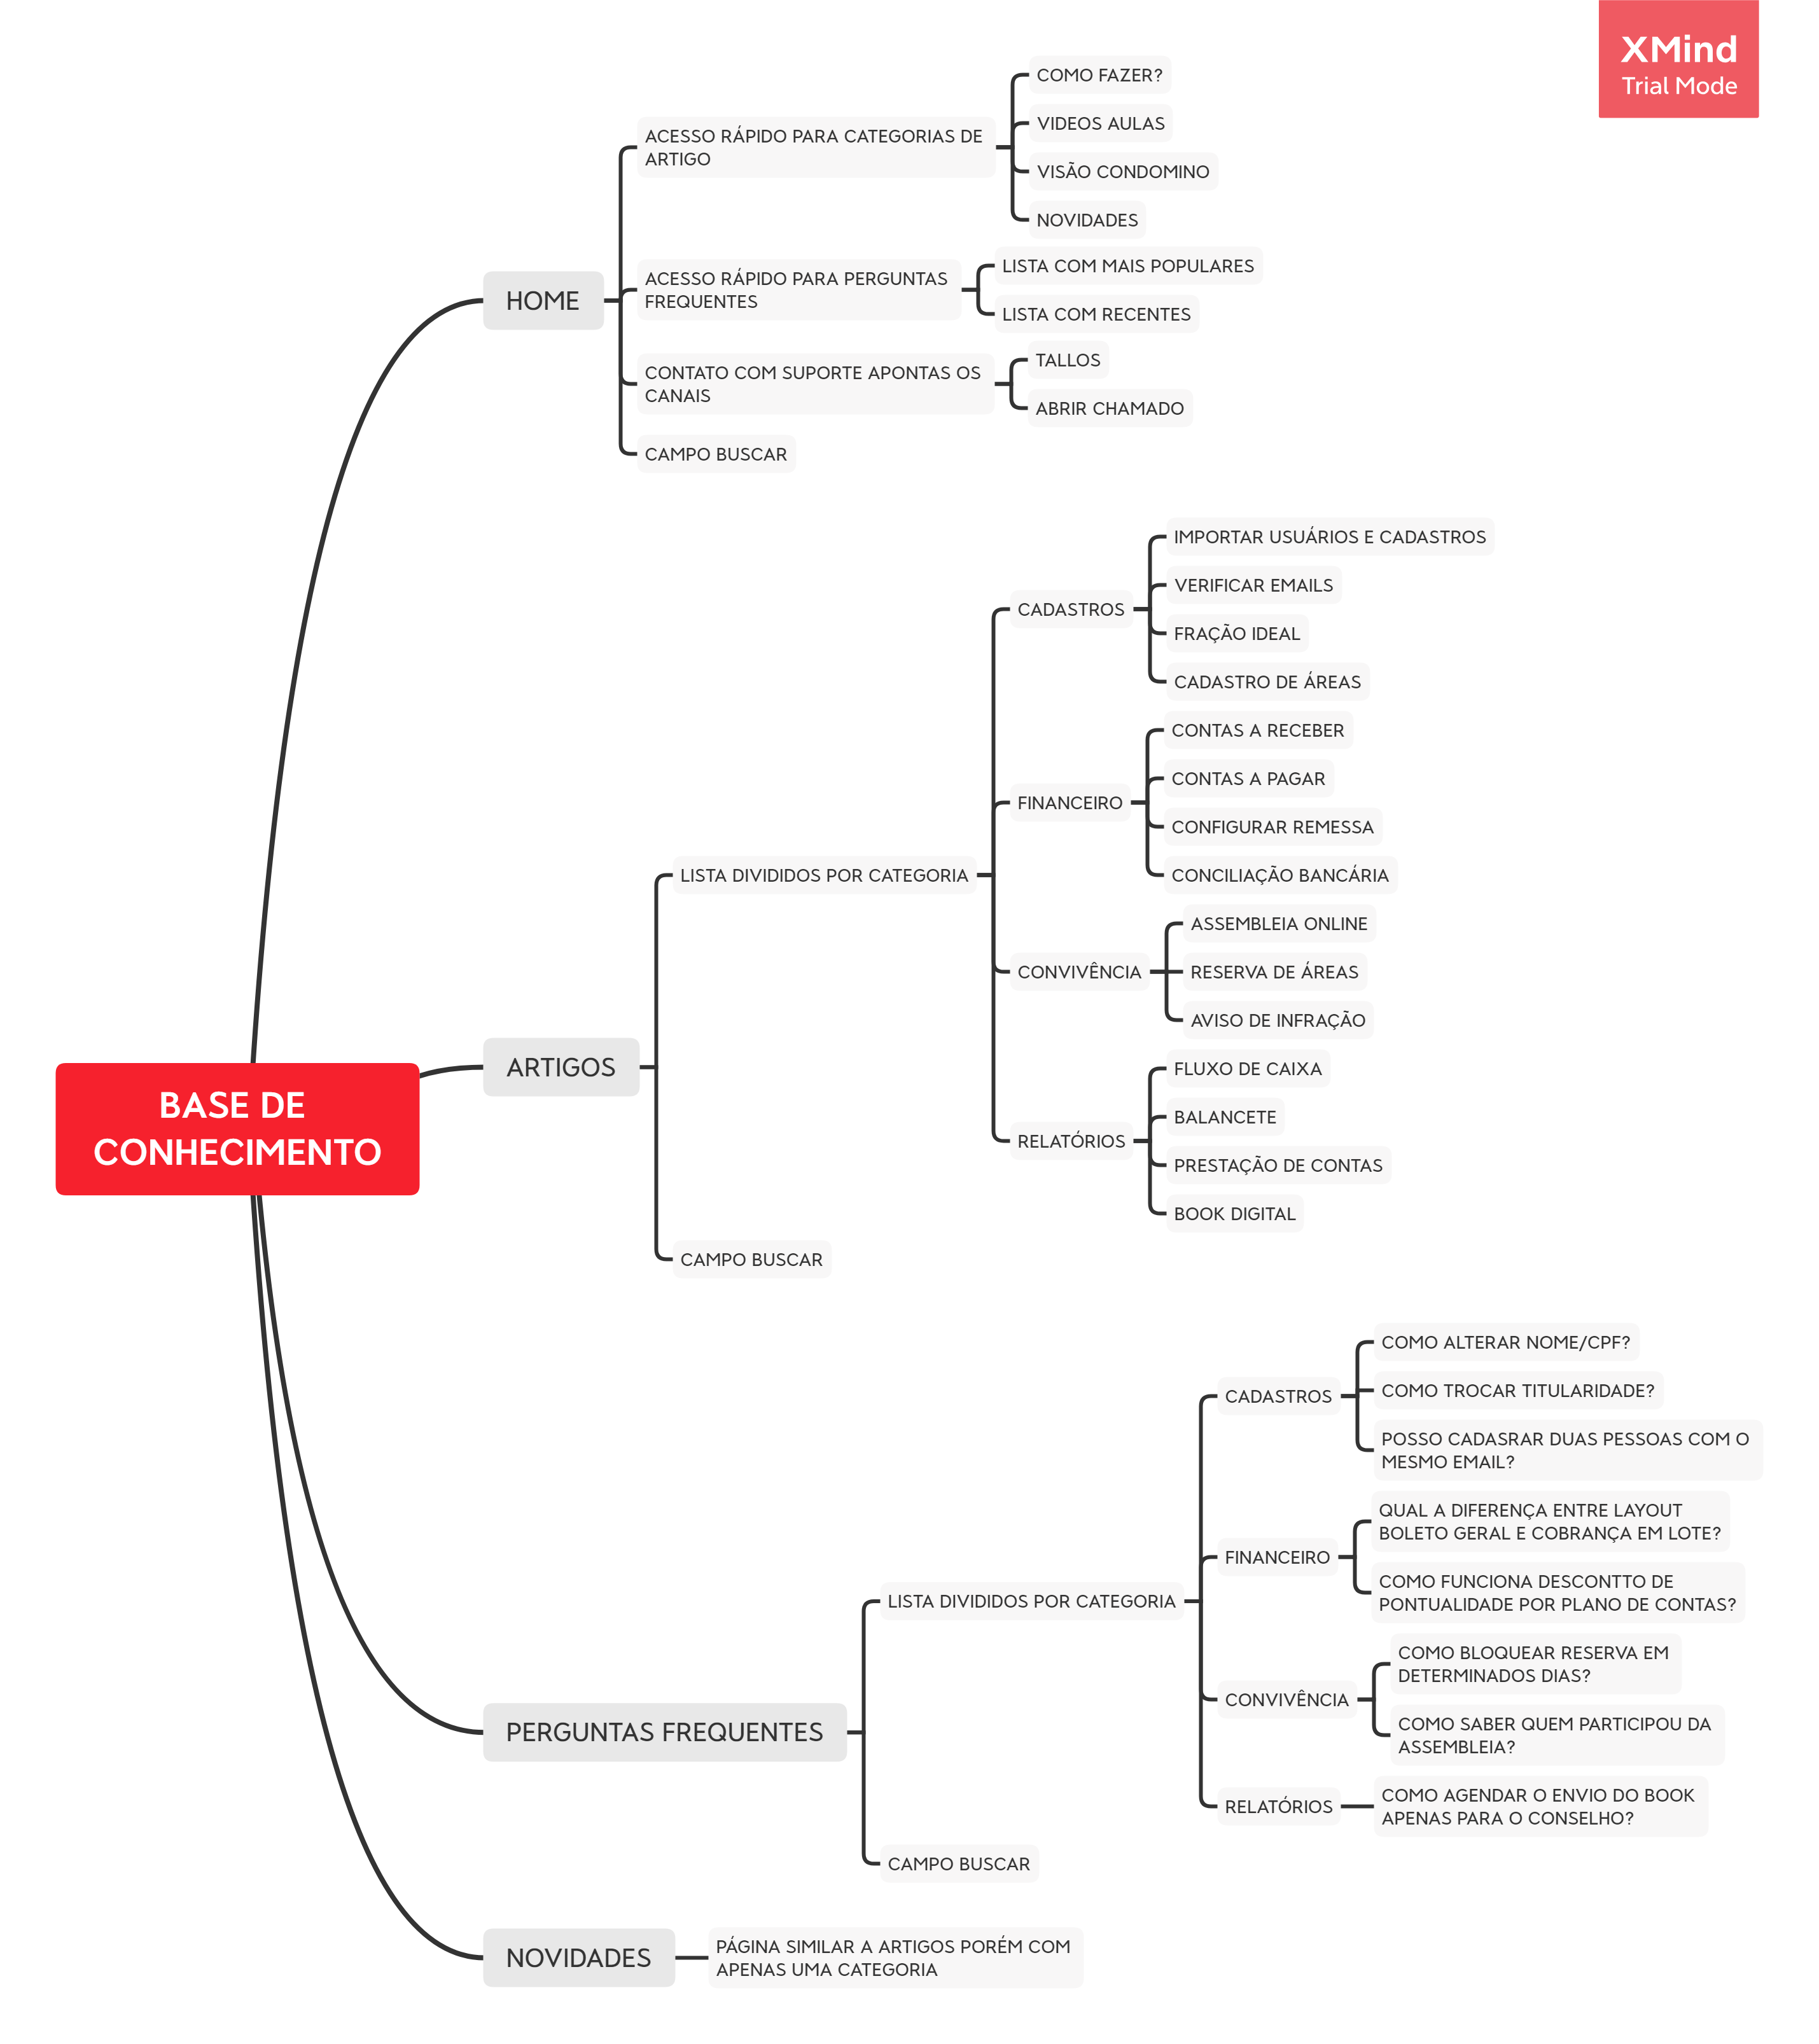 XMind
Trial Mode
BASE DE
CONHECIMENTO
HOME
ACESSO RÁPIDO PARA CATEGORIAS DE
ARTIGO
COMO FAZER?
VIDEOS AULAS
VISÃO CONDOMINO
NOVIDADES
ACESSO RÁPIDO PARA PERGUNTAS
FREQUENTES
LISTA COM MAIS POPULARES
LISTA COM RECENTES
CONTATO COM SUPORTE APONTAS OS
CANAIS
TALLOS
ABRIR CHAMADO
CAMPO BUSCAR
ARTIGOS
LISTA DIVIDIDOS POR CATEGORIA
CADASTROS
IMPORTAR USUÁRIOS E CADASTROS
VERIFICAR EMAILS
FRAÇÃO IDEAL
CADASTRO DE ÁREAS
FINANCEIRO
CONTAS A RECEBER
CONTAS A PAGAR
CONFIGURAR REMESSA
CONCILIAÇÃO BANCÁRIA
CONVIVÊNCIA
ASSEMBLEIA ONLINE
RESERVA DE ÁREAS
AVISO DE INFRAÇÃO
RELATÓRIOS
FLUXO DE CAIXA
BALANCETE
PRESTAÇÃO DE CONTAS
BOOK DIGITAL
CAMPO BUSCAR
PERGUNTAS FREQUENTES
LISTA DIVIDIDOS POR CATEGORIA
CADASTROS
COMO ALTERAR NOME/CPF?
COMO TROCAR TITULARIDADE?
POSSO CADASRAR DUAS PESSOAS COM O
MESMO EMAIL?
FINANCEIRO
QUAL A DIFERENÇA ENTRE LAYOUT
BOLETO GERAL E COBRANÇA EM LOTE?
COMO FUNCIONA DESCONTTO DE
PONTUALIDADE POR PLANO DE CONTAS?
CONVIVÊNCIA
COMO BLOQUEAR RESERVA EM
DETERMINADOS DIAS?
COMO SABER QUEM PARTICIPOU DA
ASSEMBLEIA?
RELATÓRIOS
COMO AGENDAR O ENVIO DO BOOK
APENAS PARA O CONSELHO?
CAMPO BUSCAR
NOVIDADES
PÁGINA SIMILAR A ARTIGOS PORÉM COM
APENAS UMA CATEGORIA